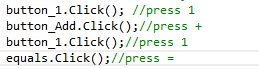 button_1.Click(); //press 1
button_Add.Click();//press +
button_1.Click();//press 1
equals.Click();//press =